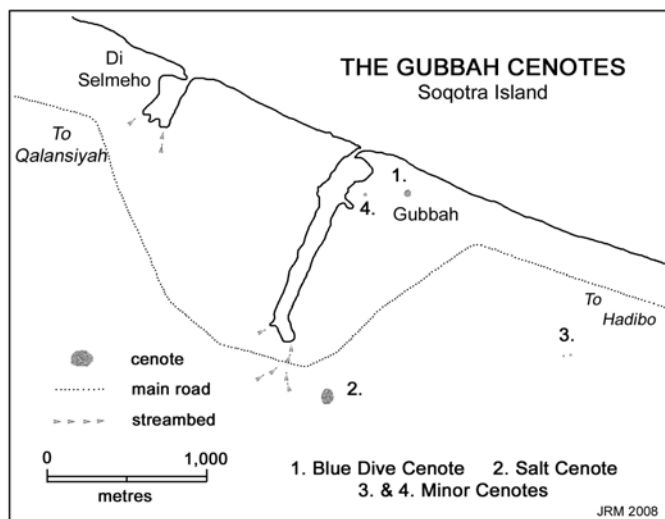 THE GUBBAH CENOTES
Soqotra Island
Di
Selmeho
To
Qalansiyah
1.
4.
Gubbah
To
Hadibo
3.
2.
cenote
main road
streambed
0 1,000
metres
1. Blue Dive Cenote 2. Salt Cenote
3. & 4. Minor Cenotes
JRM 2008